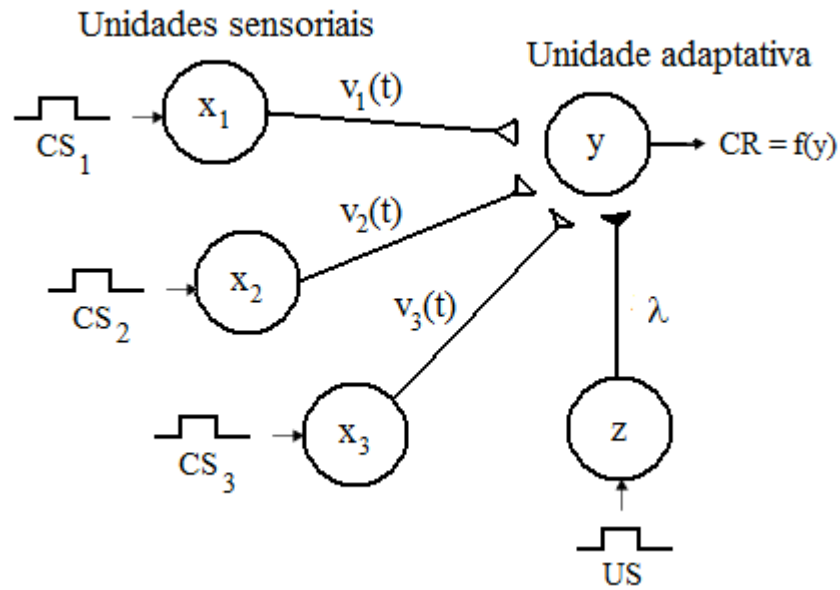 Unidades sensoriais
Unidade adaptativa
x₁
v₁(t)
y
CR = f(y)
CS₁
v₂(t)
x₂
CS₂
v₃(t)
λ
x₃
z
CS₃
US